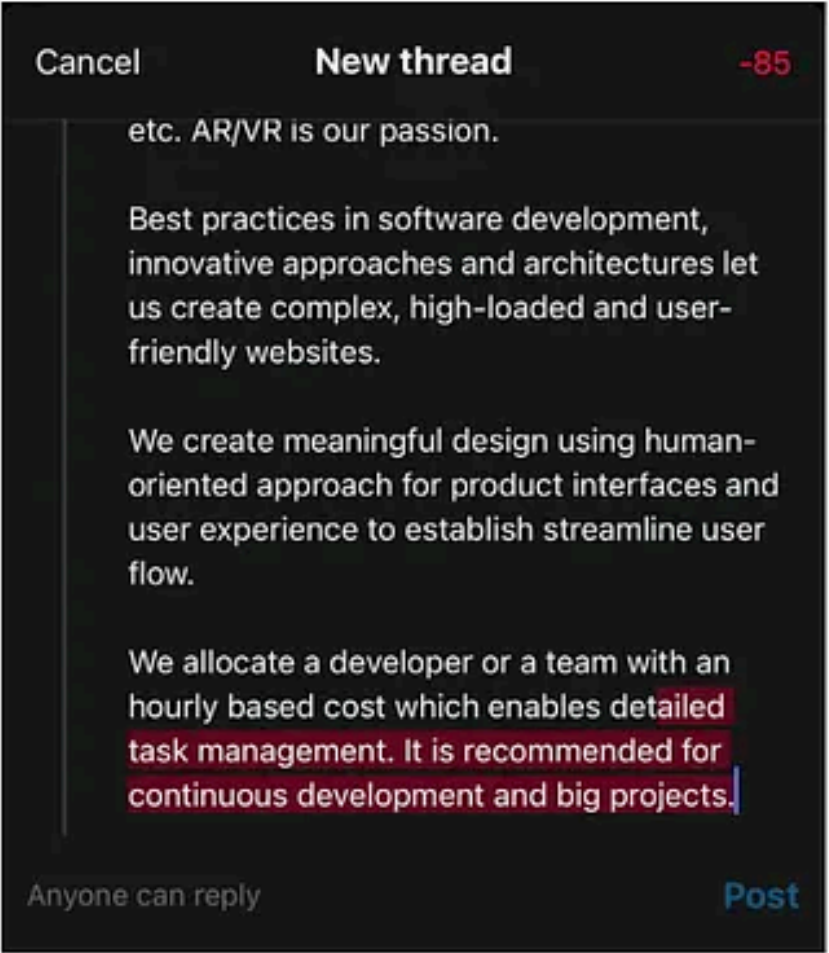 Cancel New thread -85
etc. AR/VR is our passion.
Best practices in software development,
innovative approaches and architectures let
us create complex, high-loaded and user-
friendly websites.
We create meaningful design using human-
oriented approach for product interfaces and
user experience to establish streamline user
flow.
We allocate a developer or a team with an
hourly based cost which enables detailed
task management. It is recommended for
continuous development and big projects.
Anyone can reply Post